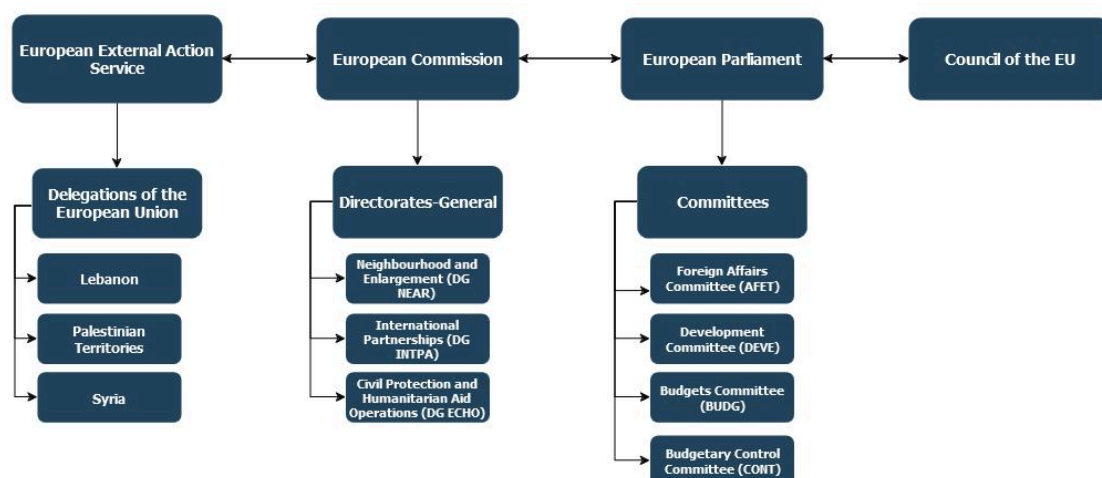 European External Action
Service
European Commission
European Parliament
Council of the EU
Delegations of the
European Union
Directorates-General
Committees
Lebanon
Neighbourhood and
Enlargement (DG
NEAR)
Foreign Affairs
Committee (AFET)
Palestinian
Territories
International
Partnerships (DG
INTPA)
Development
Committee (DEVE)
Syria
Civil Protection and
Humanitarian Aid
Operations (DG ECHO)
Budgets Committee
(BUDG)
Budgetary Control
Committee (CONT)